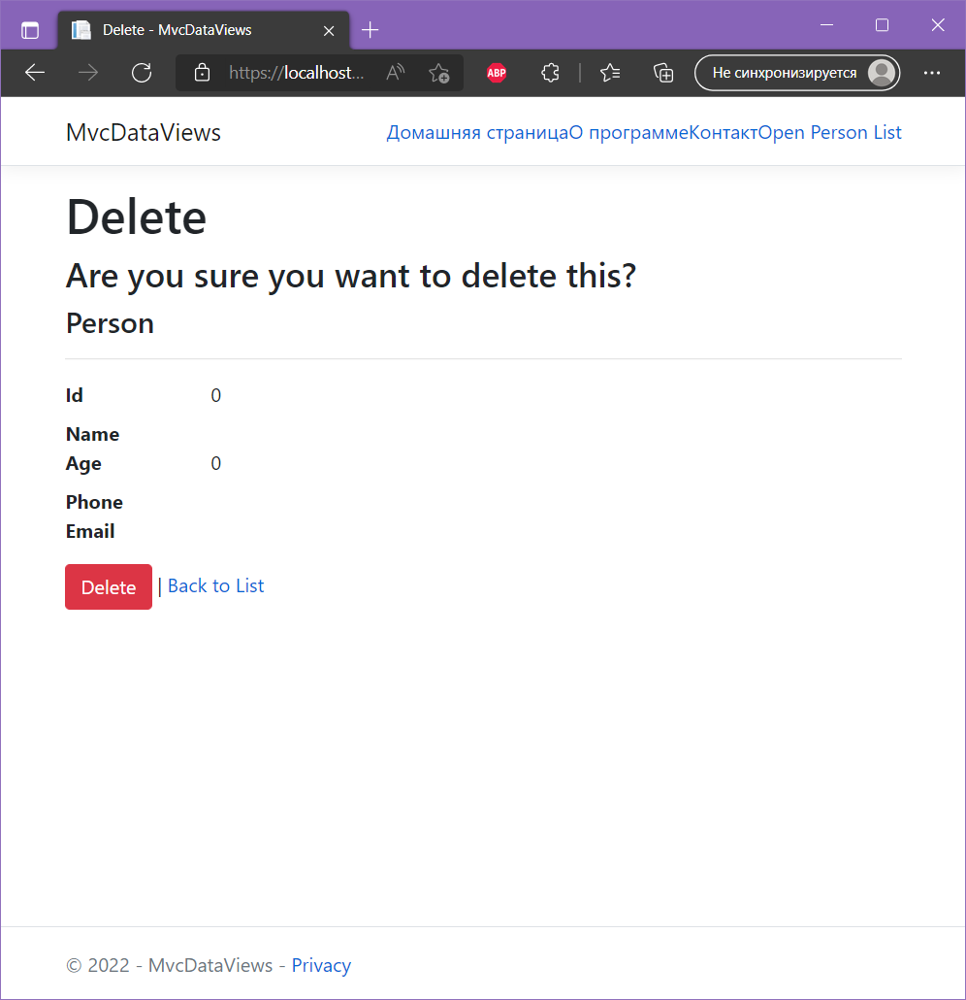 Delete - MvcDataViews
https://localhost... A ABP Не синхронизируется
MvcDataViews Домашняя страницаО программеКонтактOpen Person List
Delete
Are you sure you want to delete this?
Person
Id 0
Name
Age 0
Phone
Email
Delete | Back to List
© 2022 - MvcDataViews - Privacy